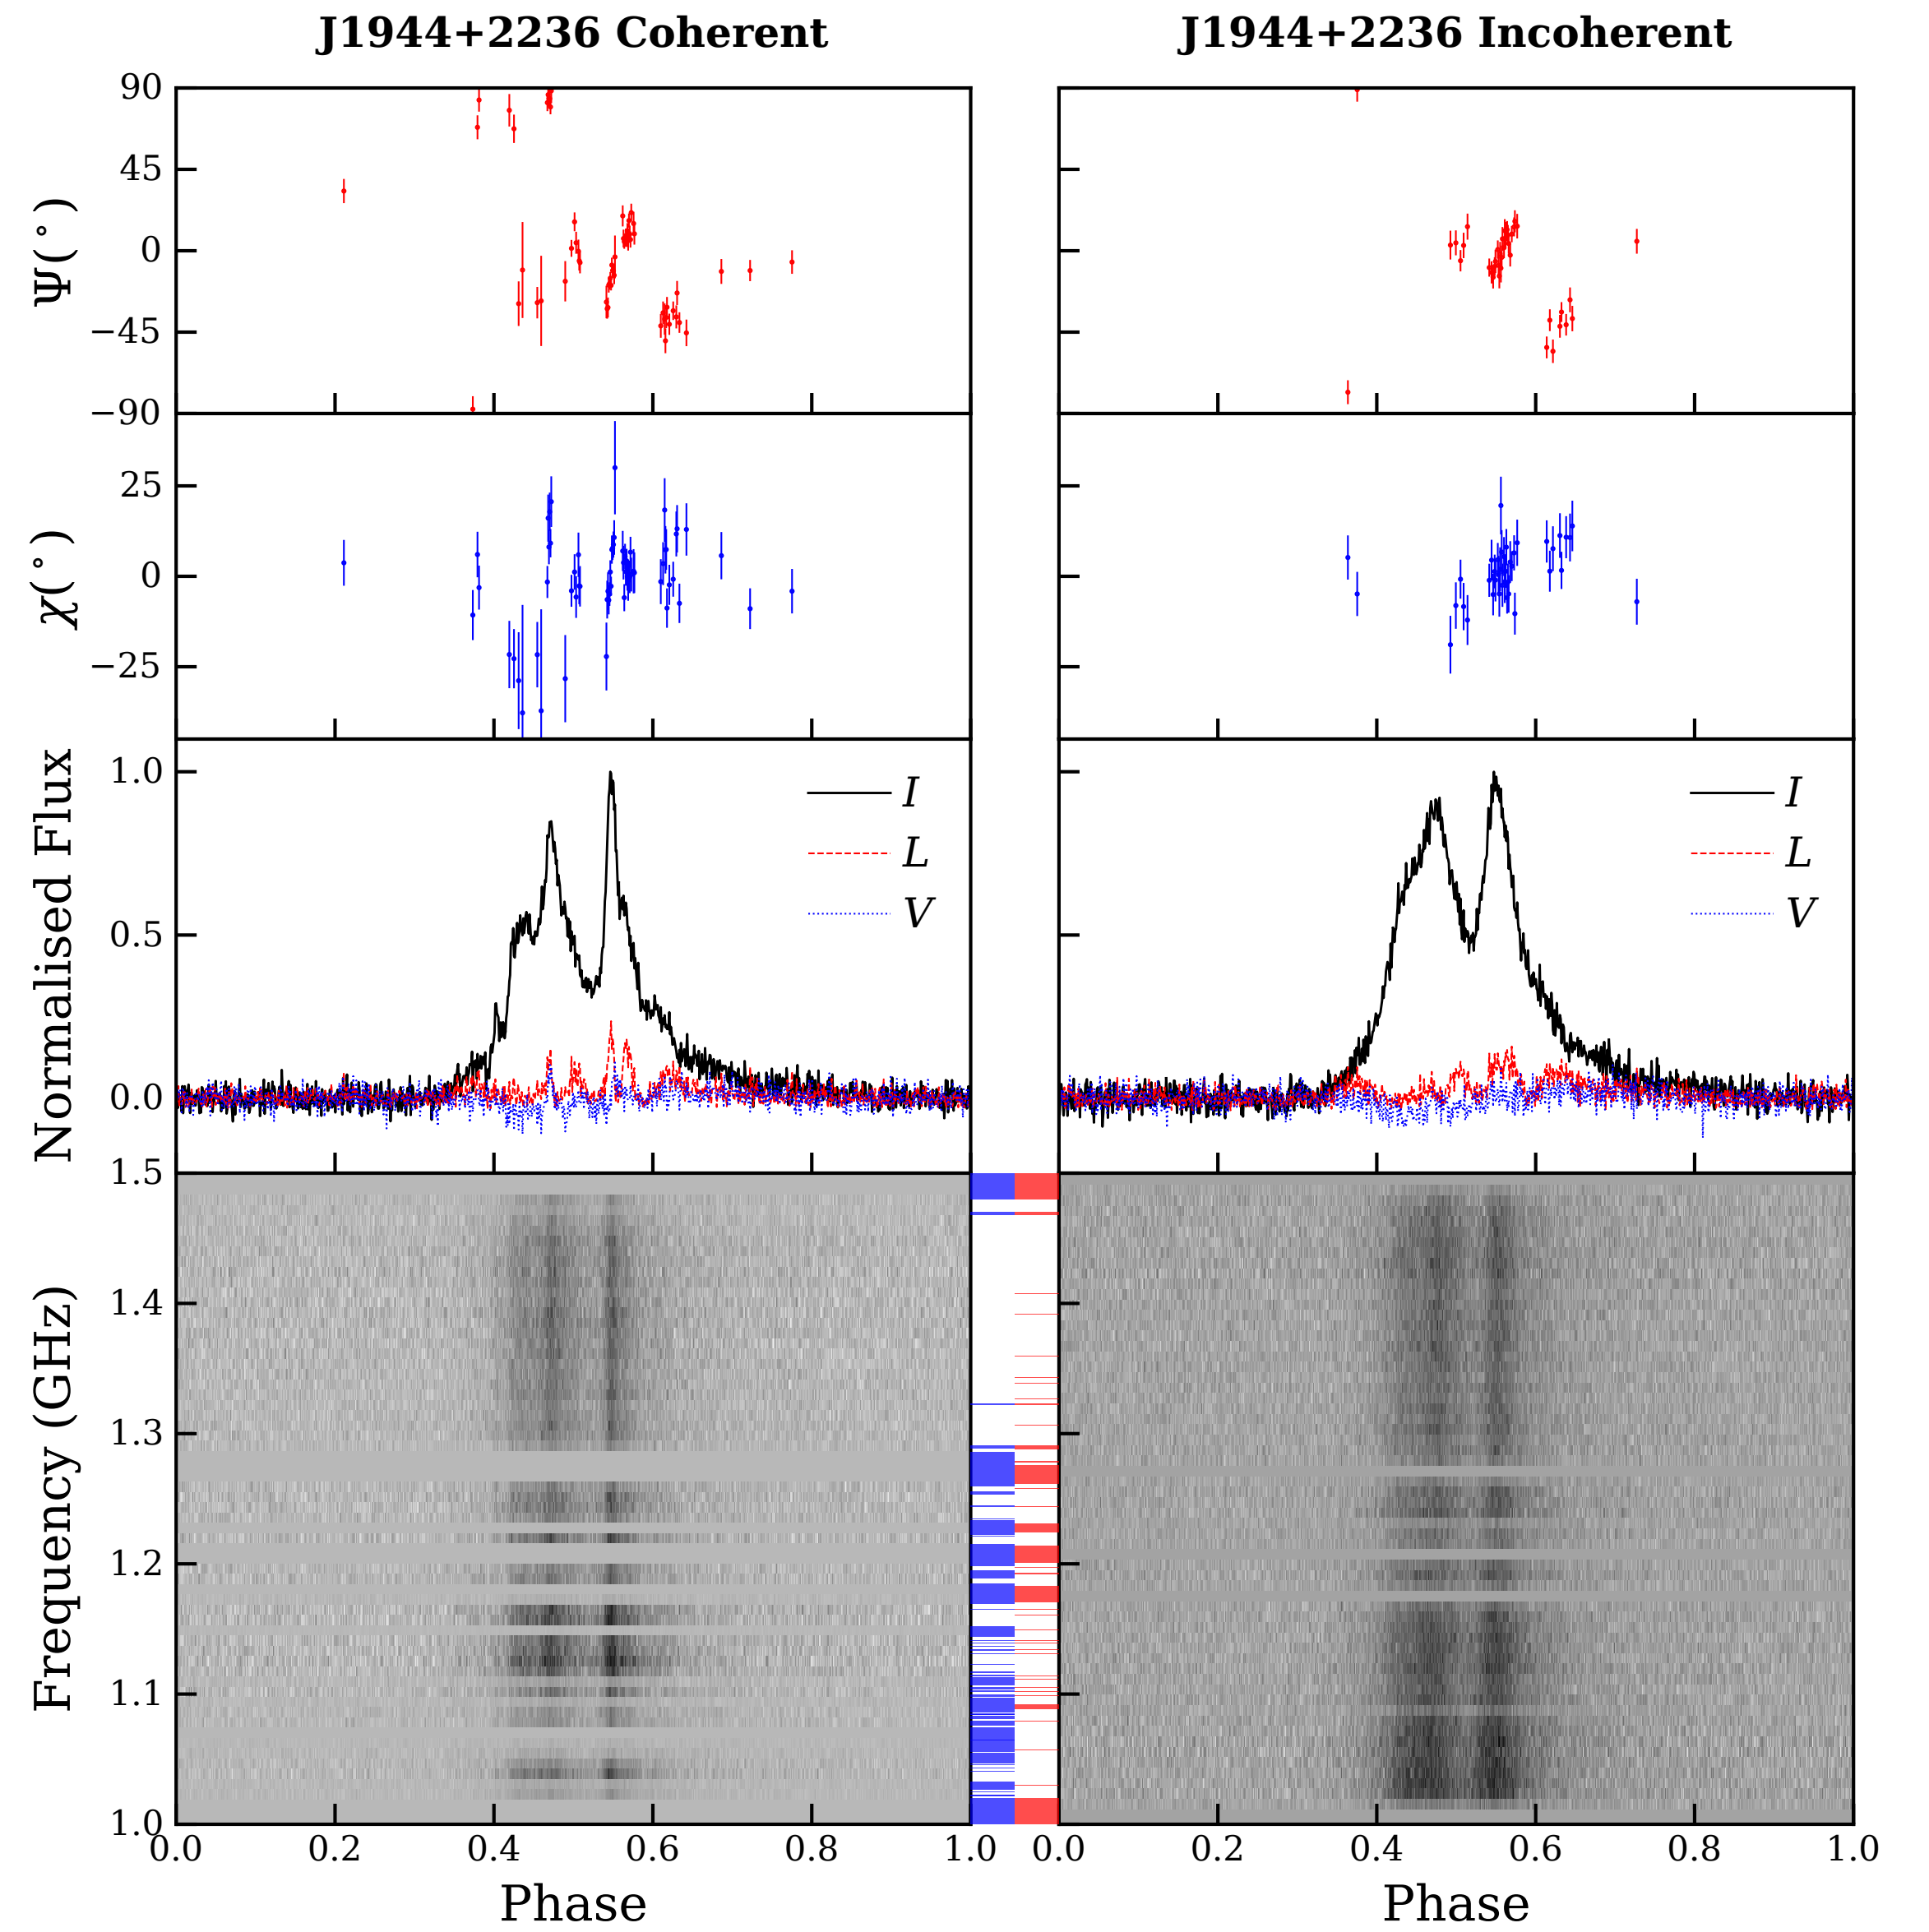 J1944+2236 Coherent
J1944+2236 Incoherent
Ψ(°)
90
45
0
−45
−90
χ(°)
25
0
−25
Normalised Flux
1.0
0.5
0.0
I
L
V
I
L
V
Frequency (GHz)
1.5
1.4
1.3
1.2
1.1
1.0
0.0 0.2 0.4 0.6 0.8 1.0
0.0 0.2 0.4 0.6 0.8 1.0
Phase
Phase